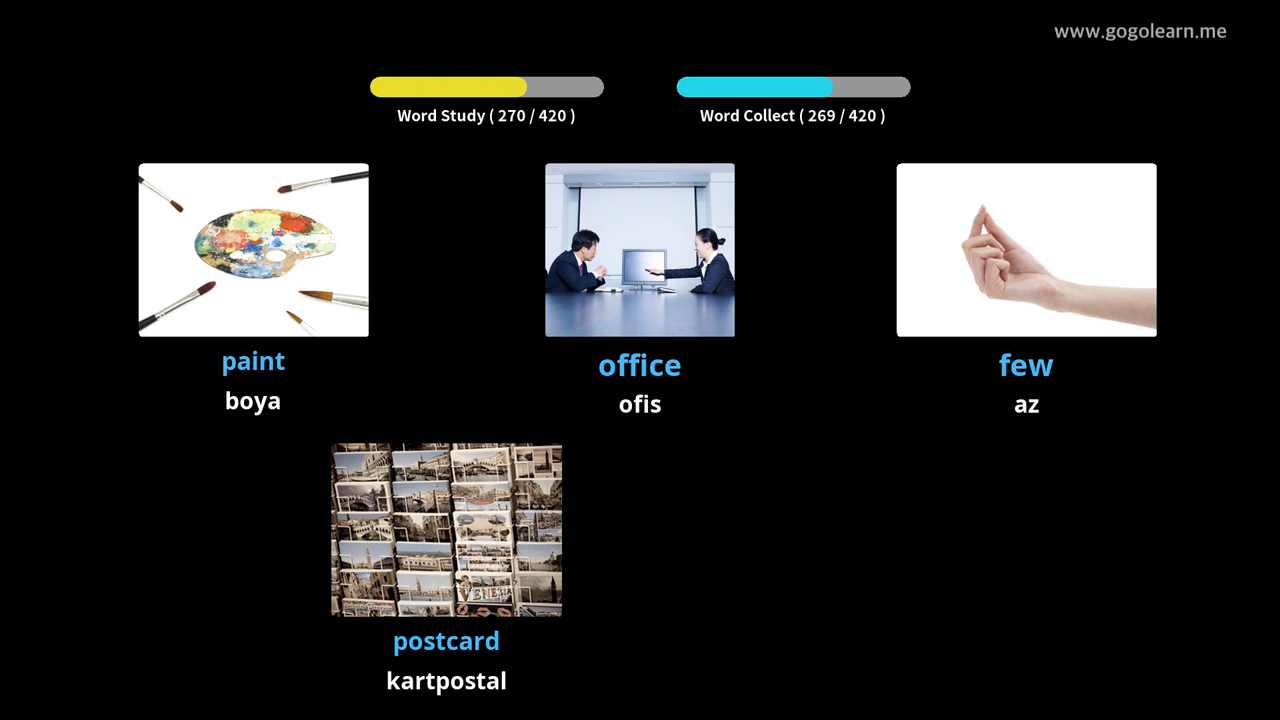 www.gogolearn.me
Word Study ( 270 / 420 )
Word Collect ( 269 / 420 )
paint
boya
office
ofis
few
az
VENEZIA
postcard
kartpostal